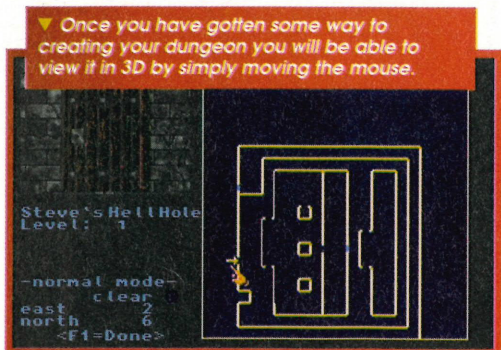 Once you have gotten some way to
creating your dungeon you will be able to
view it in 3D by simply moving the mouse.
Steve'sHellHole
Level: 1
-normal mode-
clear
east 2
north 6
<F1=Done>